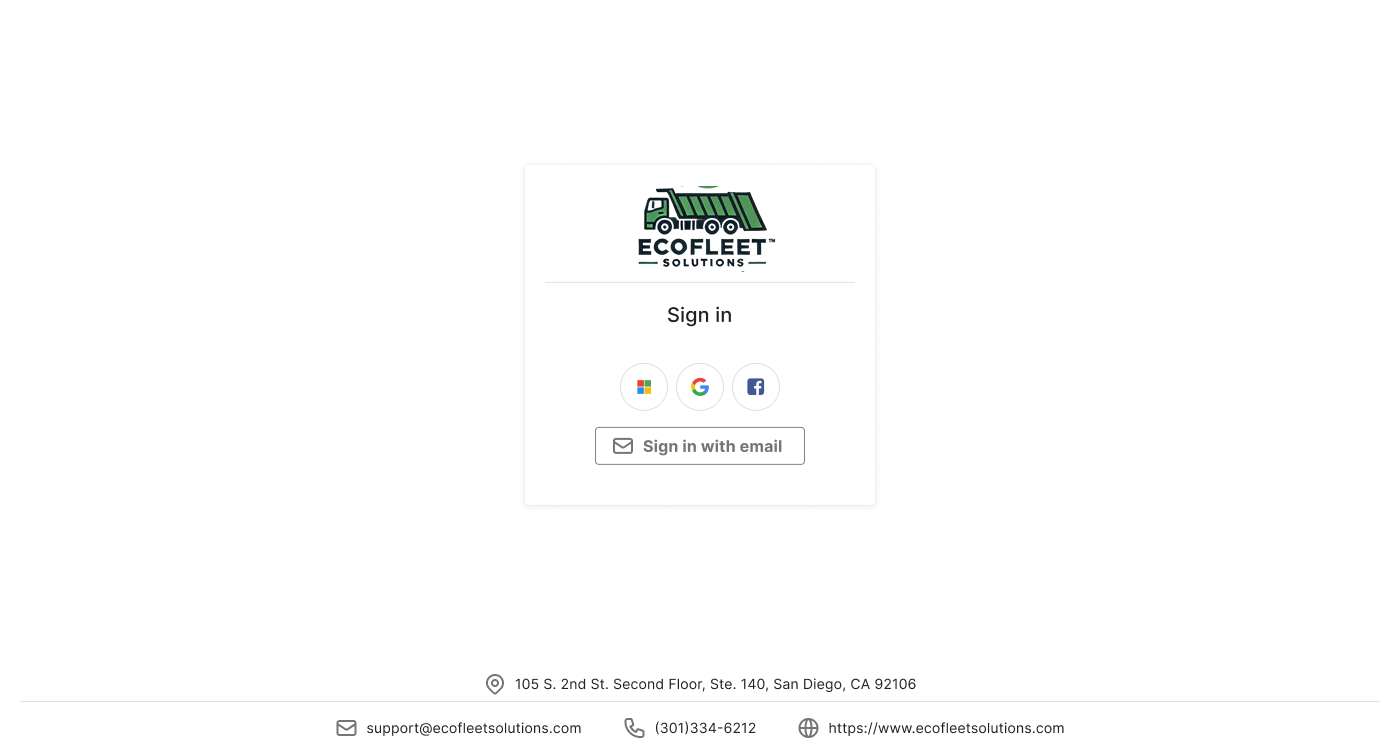 ECOFLEET™
SOLUTIONS
Sign in
Sign in with email
105 S. 2nd St. Second Floor, Ste. 140, San Diego, CA 92106
support@ecofleetsolutions.com
(301)334-6212
https://www.ecofleetsolutions.com